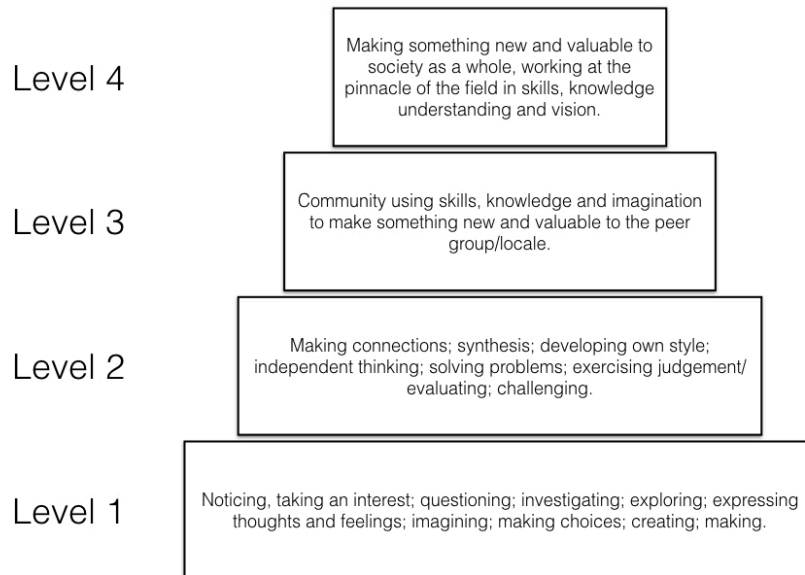 Level 4
Making something new and valuable to
society as a whole, working at the
pinnacle of the field in skills, knowledge
understanding and vision.
Level 3
Community using skills, knowledge and imagination
to make something new and valuable to the peer
group/locale.
Level 2
Making connections; synthesis; developing own style;
independent thinking; solving problems; exercising judgement/
evaluating; challenging.
Level 1
Noticing, taking an interest; questioning; investigating; exploring; expressing
thoughts and feelings; imagining; making choices; creating; making.